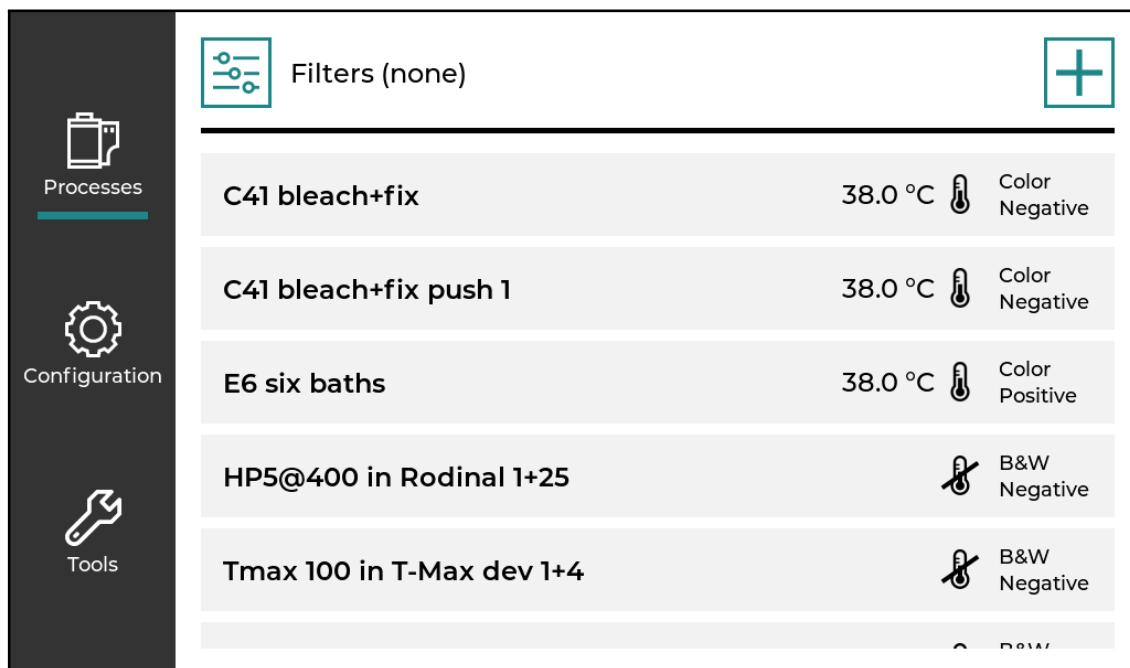 Filters (none)
Processes
Configuration
Tools
C41 bleach+fix
38.0 °C
Color
Negative
C41 bleach+fix push 1
38.0 °C
Color
Negative
E6 six baths
38.0 °C
Color
Positive
HP5@400 in Rodinal 1+25
B&W
Negative
Tmax 100 in T-Max dev 1+4
B&W
Negative